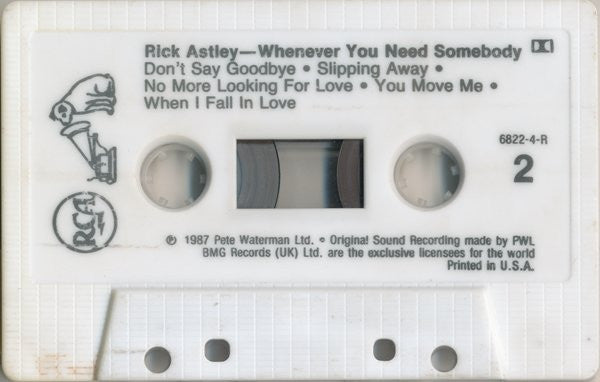 Rick Astley—Whenever You Need Somebody
Don't Say Goodbye • Slipping Away •
No More Looking For Love • You Move Me •
When I Fall In Love
6822-4-R
2
RCA
℗ 1987 Pete Waterman Ltd. • Original Sound Recording made by PWL
BMG Records (UK) Ltd. are the exclusive licensees for the world
Printed in U.S.A.